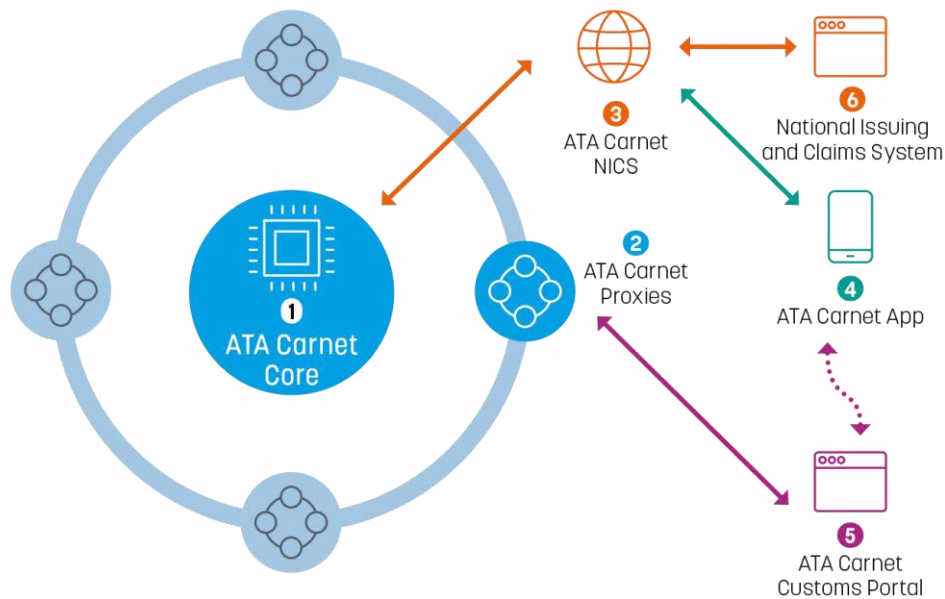 1
ATA Carnet
Core
2
ATA Carnet
Proxies
3
ATA Carnet
NICS
6
National Issuing
and Claims System
4
ATA Carnet App
5
ATA Carnet
Customs Portal